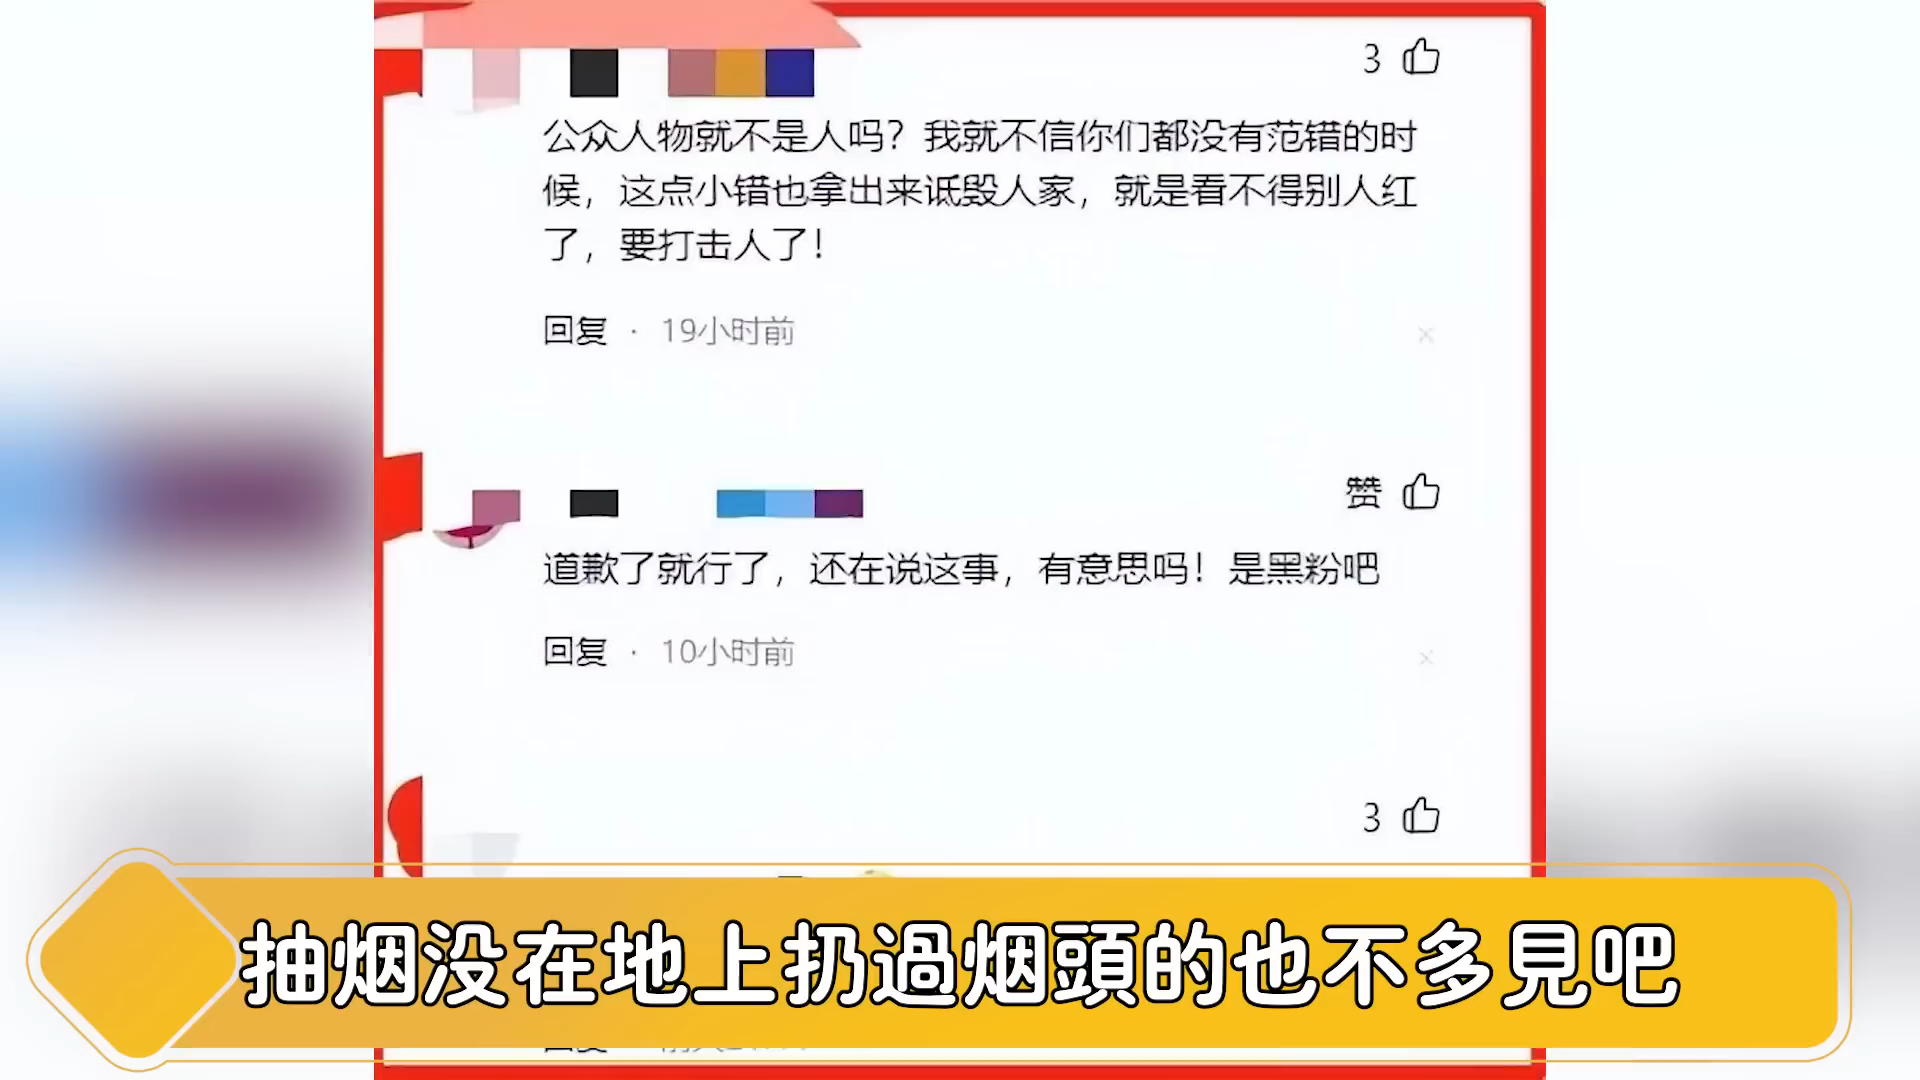 3
公众人物就不是人吗？我就不信你们都没有范错的时
候，这点小错也拿出来诋毁人家，就是看不得别人红
了，要打击人了！
回复 · 19小时前
赞
道歉了就行了，还在说这事，有意思吗！是黑粉吧
回复 · 10小时前
3
抽烟没在地上扔過烟頭的也不多見吧